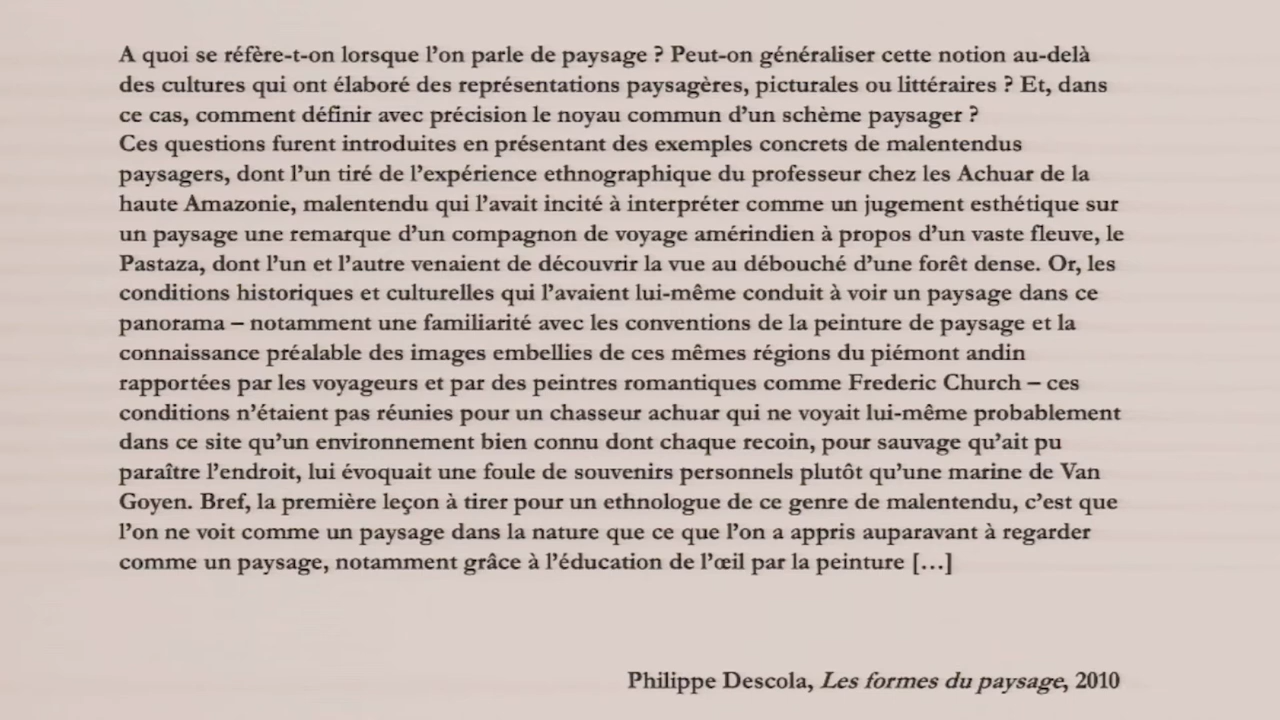 A quoi se réfère-t-on lorsque l’on parle de paysage ? Peut-on généraliser cette notion au-delà
des cultures qui ont élaboré des représentations paysagères, picturales ou littéraires ? Et, dans
ce cas, comment définir avec précision le noyau commun d’un schème paysager ?
Ces questions furent introduites en présentant des exemples concrets de malentendus
paysagers, dont l’un tiré de l’expérience ethnographique du professeur chez les Achuar de la
haute Amazonie, malentendu qui l’avait incité à interpréter comme un jugement esthétique sur
un paysage une remarque d’un compagnon de voyage amérindien à propos d’un vaste fleuve, le
Pastaza, dont l’un et l’autre venaient de découvrir la vue au débouché d’une forêt dense. Or, les
conditions historiques et culturelles qui l’avaient lui-même conduit à voir un paysage dans ce
panorama – notamment une familiarité avec les conventions de la peinture de paysage et la
connaissance préalable des images embellies de ces mêmes régions du piémont andin
rapportées par les voyageurs et par des peintres romantiques comme Frederic Church – ces
conditions n’étaient pas réunies pour un chasseur achuar qui ne voyait lui-même probablement
dans ce site qu’un environnement bien connu dont chaque recoin, pour sauvage qu’ait pu
paraître l’endroit, lui évoquait une foule de souvenirs personnels plutôt qu’une marine de Van
Goyen. Bref, la première leçon à tirer pour un ethnologue de ce genre de malentendu, c’est que
l’on ne voit comme un paysage dans la nature que ce que l’on a appris auparavant à regarder
comme un paysage, notamment grâce à l’éducation de l’œil par la peinture […]
Philippe Descola, Les formes du paysage, 2010